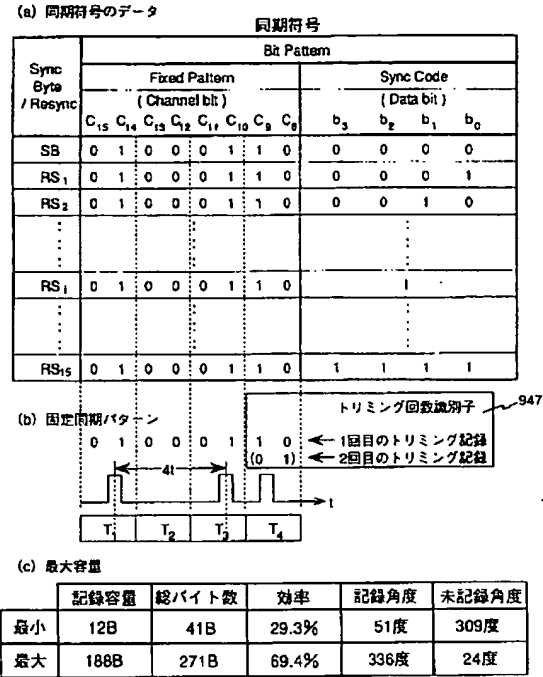 (a) 同期符号のデータ
同期符号
Sync Byte / Resync
Bit Pattern
Fixed Pattern
Sync Code
( Channel bit )
( Data bit )
C15 C14 C13 C12 C11 C10 C9 C8 b3 b2 b1 b0
SB 0 1 0 0 0 1 1 0 0 0 0 0
RS1 0 1 0 0 0 1 1 0 0 0 0 1
RS2 0 1 0 0 0 1 1 0 0 0 1 0
RSi 0 1 0 0 0 1 1 0 i
RS15 0 1 0 0 0 1 1 0 1 1 1 1
(b) 固定同期パターン
トリミング回数識別子 947
0 1 0 0 0 1 1 0 ← 1回目のトリミング記録
(0 1) ← 2回目のトリミング記録
4t
t
T1 T2 T3 T4
(c) 最大容量
記録容量 総バイト数 効率 記録角度 未記録角度
最小 12B 41B 29.3% 51度 309度
最大 188B 271B 69.4% 336度 24度